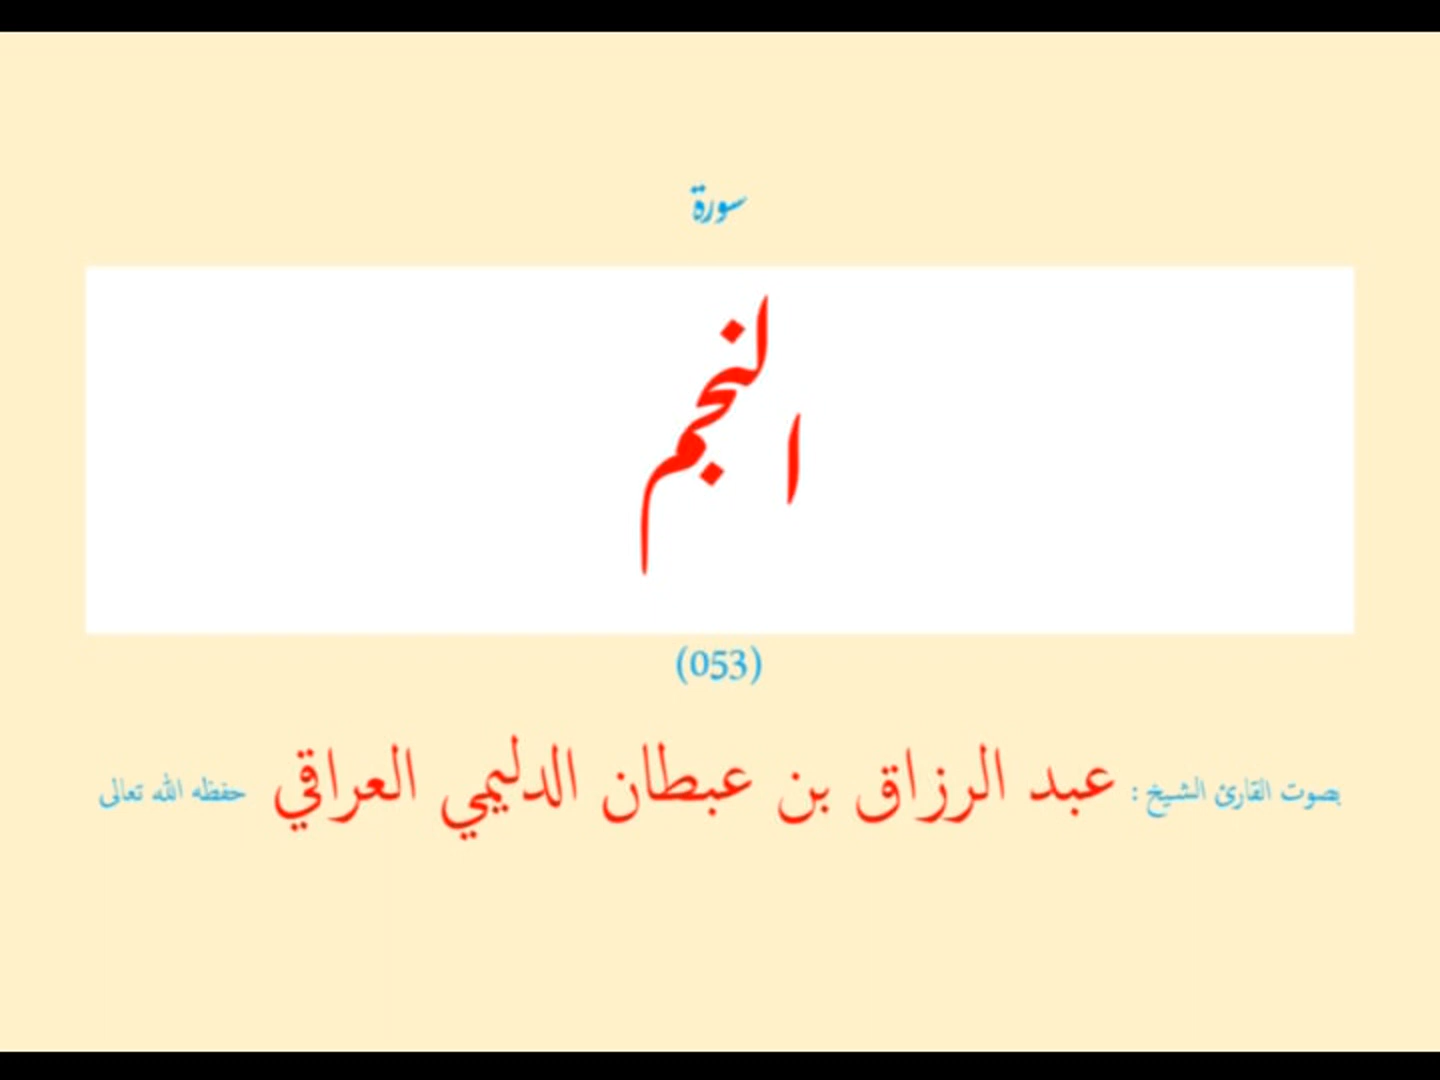 سورة
النجم
(053)
بصوت القارئ الشيخ : عبد الرزاق بن عبطان الدليمي العراقي حفظه الله تعالى